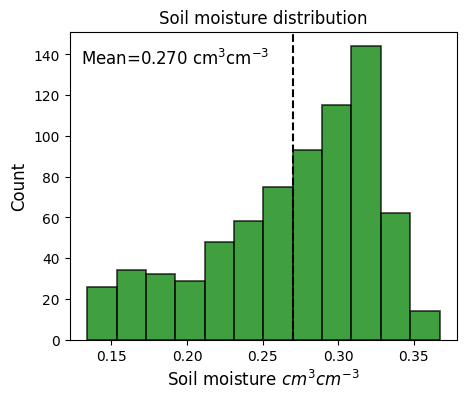 Soil moisture distribution
Mean=0.270 cm³cm⁻³
Count
140
120
100
80
60
40
20
0
0.15 0.20 0.25 0.30 0.35
Soil moisture cm³cm⁻³